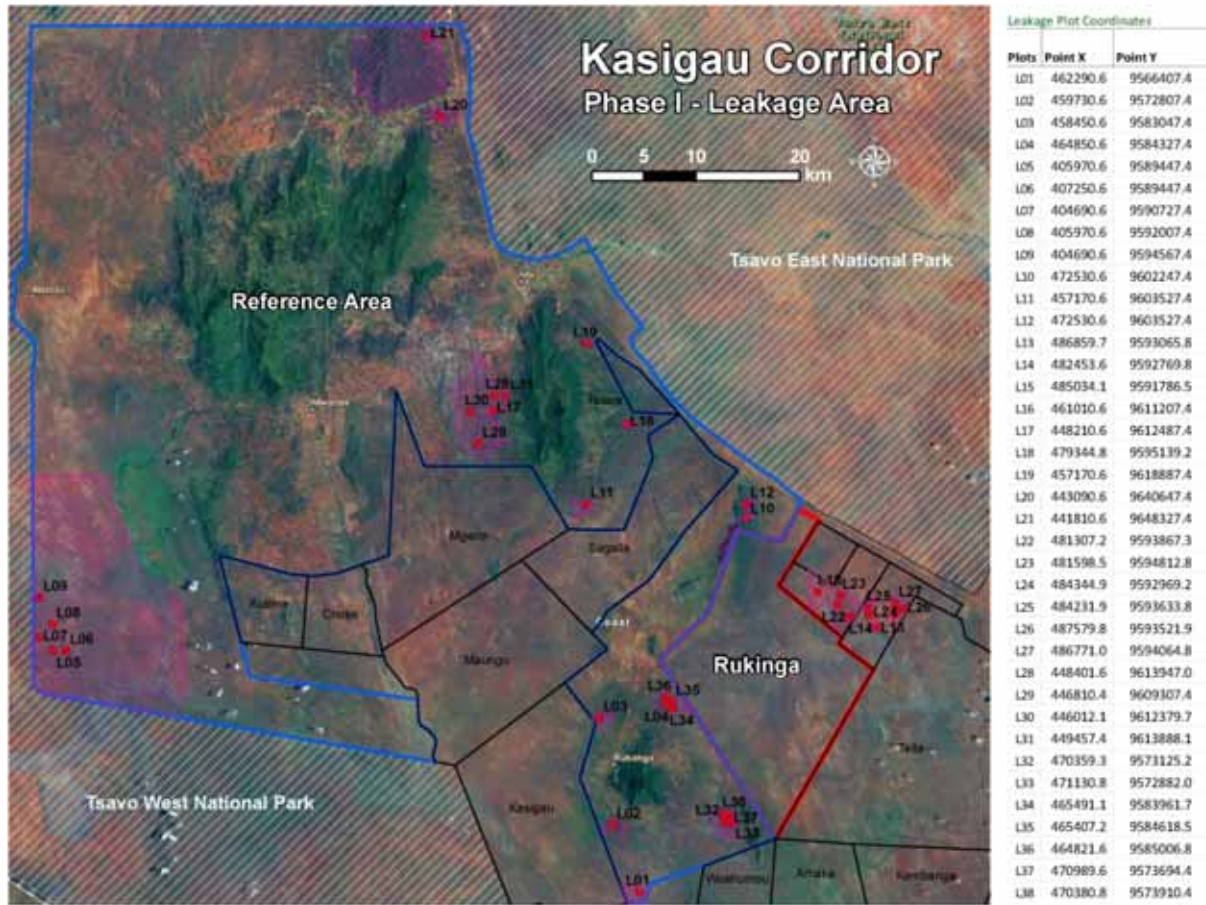 Kasigau Corridor
Phase I - Leakage Area
0 5 10 20
km
L21
L20
Tsavo East National Park
Reference Area
L19
L30
L17
L29
L11
L12
L10
Mgeno
Sagalla
Maungu
Rukinga
L23
L22
L14
L24
L27
L26
L09
L08
L07
L06
L05
L36
L35
L04
L34
L03
L02
L32
L37
L01
Kasigau
Taita
Tsavo West National Park
Leakage Plot Coordinates
Plots Point X Point Y
L01 462290.6 9566407.4
L02 459730.6 9572807.4
L03 458450.6 9583047.4
L04 464850.6 9584327.4
L05 405970.6 9589447.4
L06 407250.6 9589447.4
L07 404690.6 9590727.4
L08 405970.6 9592007.4
L09 404690.6 9594567.4
L10 472530.6 9602247.4
L11 457170.6 9603527.4
L12 472530.6 9603527.4
L13 486859.7 9593065.8
L14 482453.6 9592769.8
L15 485034.1 9591786.5
L16 461010.6 9611207.4
L17 448210.6 9612487.4
L18 479344.8 9595139.2
L19 457170.6 9618887.4
L20 443090.6 9640647.4
L21 441810.6 9648327.4
L22 481307.2 9593867.3
L23 481598.5 9594812.8
L24 484344.9 9592969.2
L25 484231.9 9593633.8
L26 487579.8 9593521.9
L27 486771.0 9594064.8
L28 448401.6 9613947.0
L29 446810.4 9609307.4
L30 446012.1 9612379.7
L31 449457.4 9613888.1
L32 470359.3 9573125.2
L33 471130.8 9572882.0
L34 465491.1 9583961.7
L35 465407.2 9584618.5
L36 464821.6 9585006.8
L37 470989.6 9573694.4
L38 470380.8 9573910.4